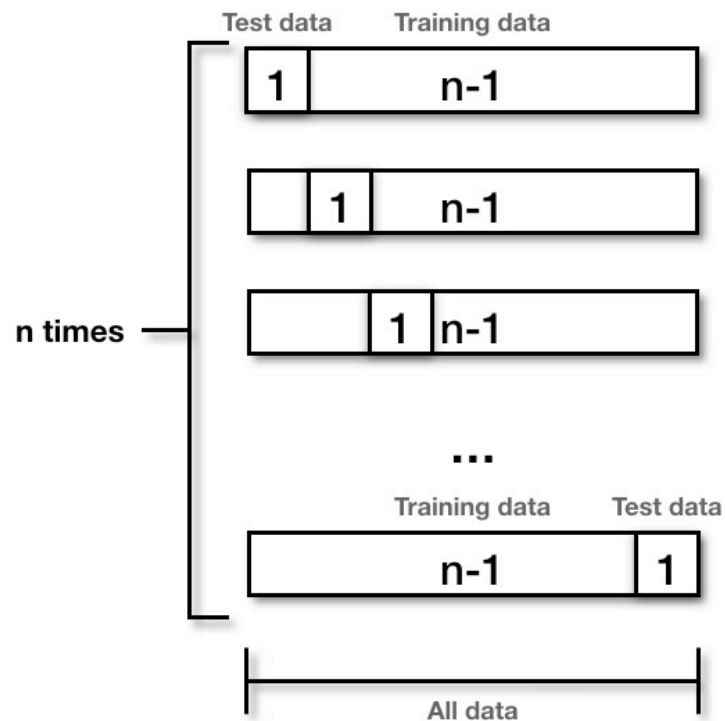 Test data Training data
1 n-1
1 n-1
n times
1 n-1
...
Training data Test data
n-1 1
All data